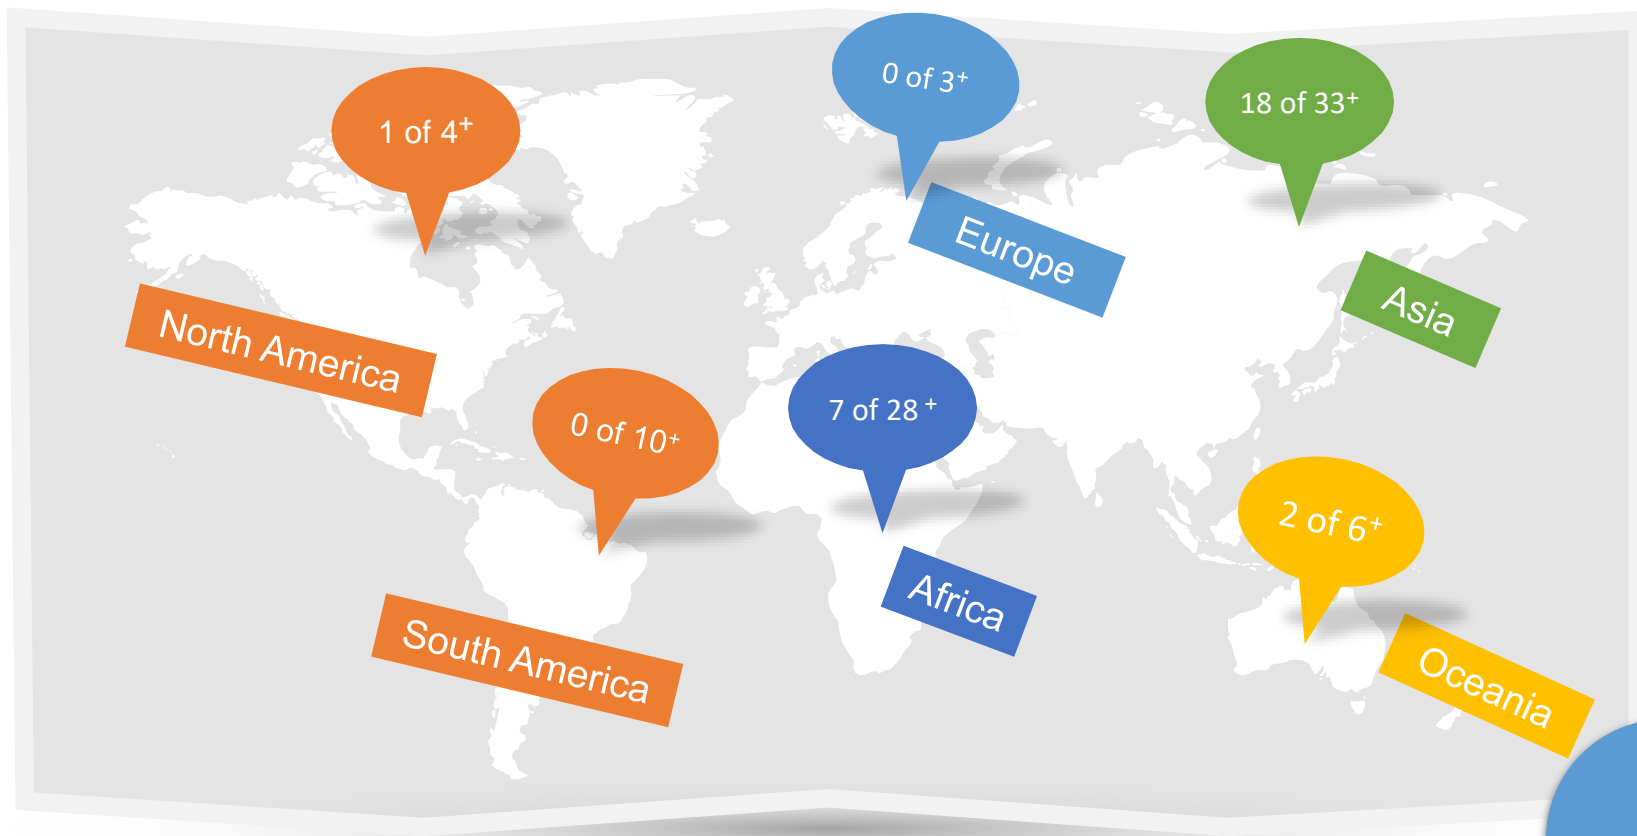 0 of 3⁺
18 of 33⁺
1 of 4⁺
Europe
Asia
North America
0 of 10⁺
7 of 28 ⁺
2 of 6⁺
Africa
South America
Oceania